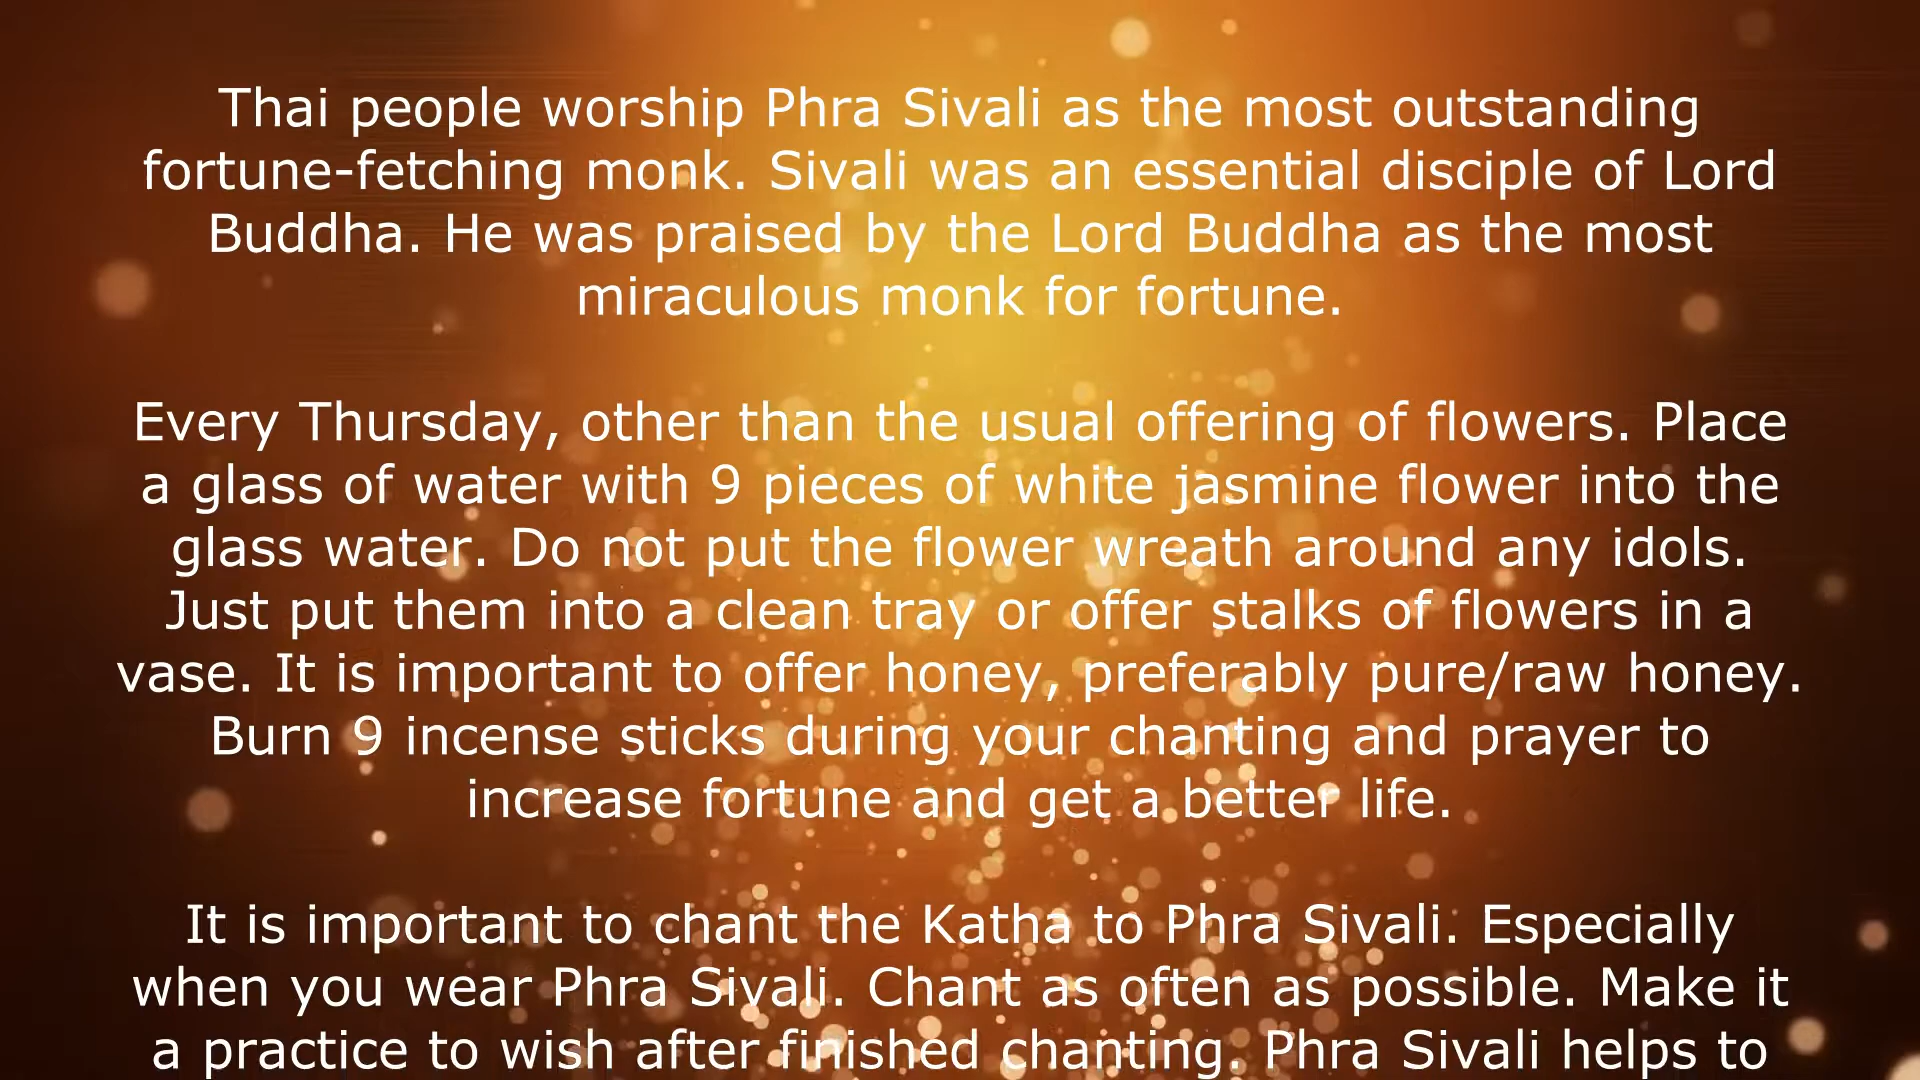 Thai people worship Phra Sivali as the most outstanding
fortune-fetching monk. Sivali was an essential disciple of Lord
Buddha. He was praised by the Lord Buddha as the most
miraculous monk for fortune.
Every Thursday, other than the usual offering of flowers. Place
a glass of water with 9 pieces of white jasmine flower into the
glass water. Do not put the flower wreath around any idols.
Just put them into a clean tray or offer stalks of flowers in a
vase. It is important to offer honey, preferably pure/raw honey.
Burn 9 incense sticks during your chanting and prayer to
increase fortune and get a better life.
It is important to chant the Katha to Phra Sivali. Especially
when you wear Phra Sivali. Chant as often as possible. Make it
a practice to wish after finished chanting. Phra Sivali helps to